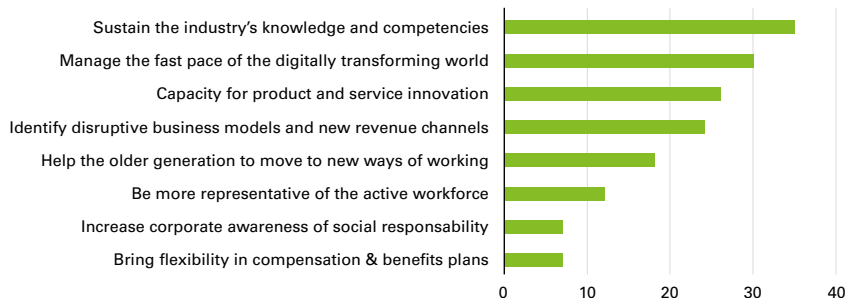 Sustain the industry's knowledge and competencies
Manage the fast pace of the digitally transforming world
Capacity for product and service innovation
Identify disruptive business models and new revenue channels
Help the older generation to move to new ways of working
Be more representative of the active workforce
Increase corporate awareness of social responsability
Bring flexibility in compensation & benefits plans
0 10 20 30 40